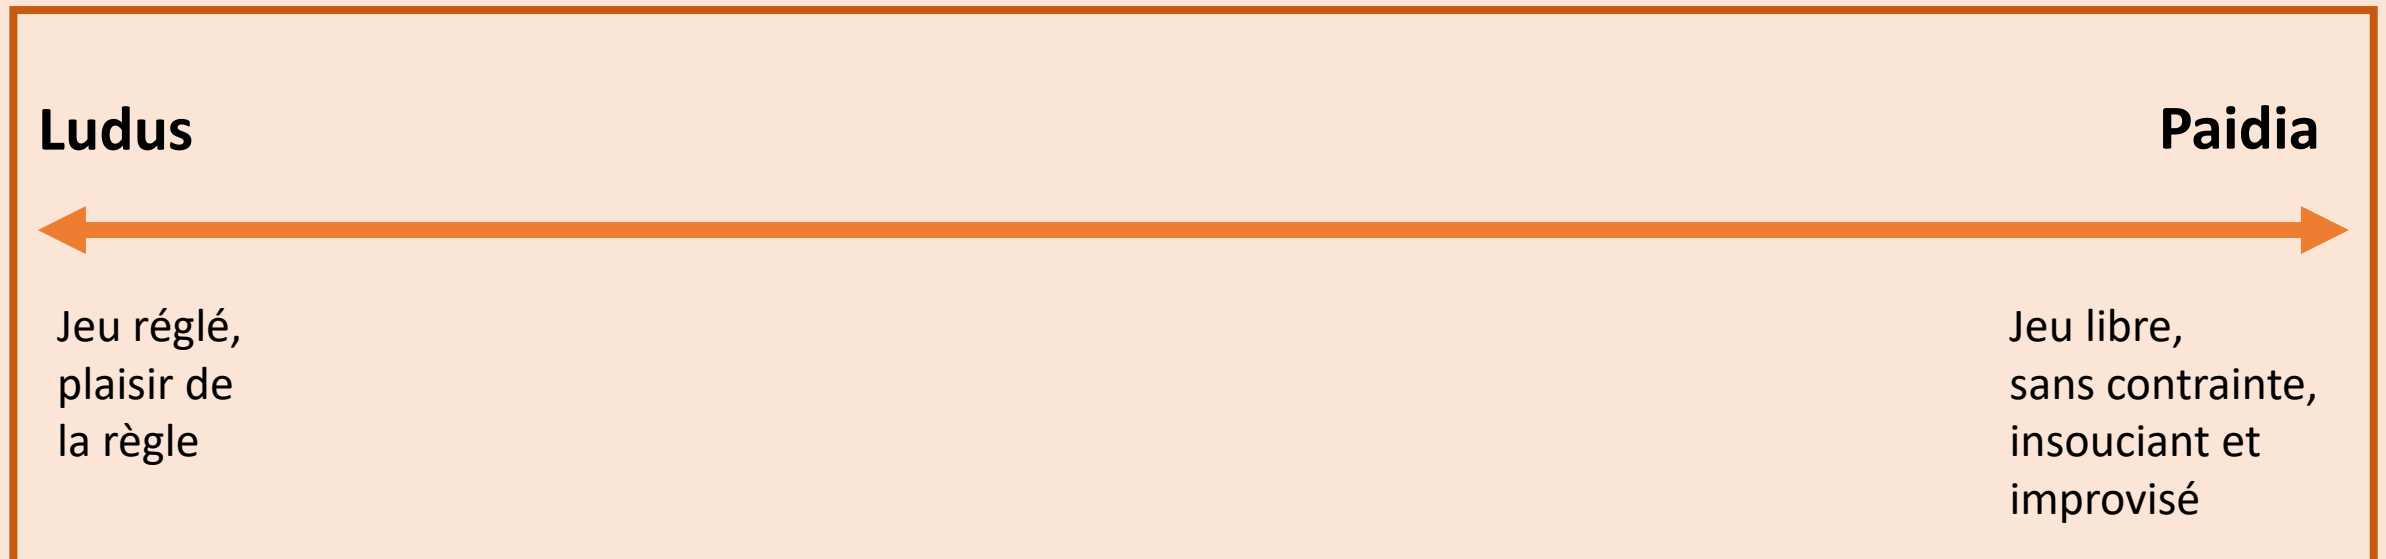 Ludus
Paidia
Jeu réglé,
plaisir de
la règle
Jeu libre,
sans contrainte,
insouciant et
improvisé